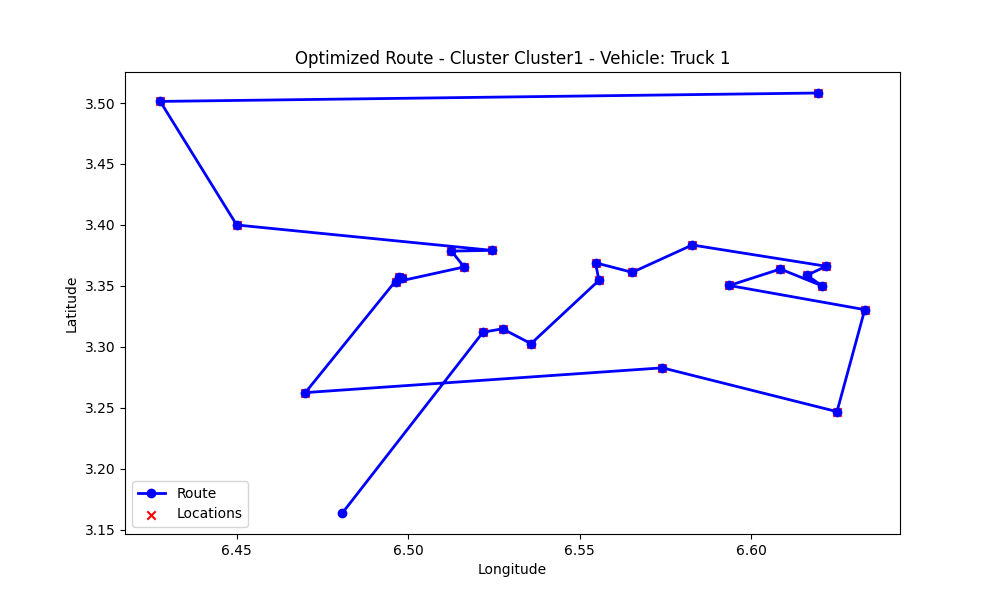 Optimized Route - Cluster Cluster1 - Vehicle: Truck 1
3.50
3.45
3.40
3.35
3.30
3.25
3.20
3.15
Latitude
Route
Locations
6.45 6.50 6.55 6.60
Longitude